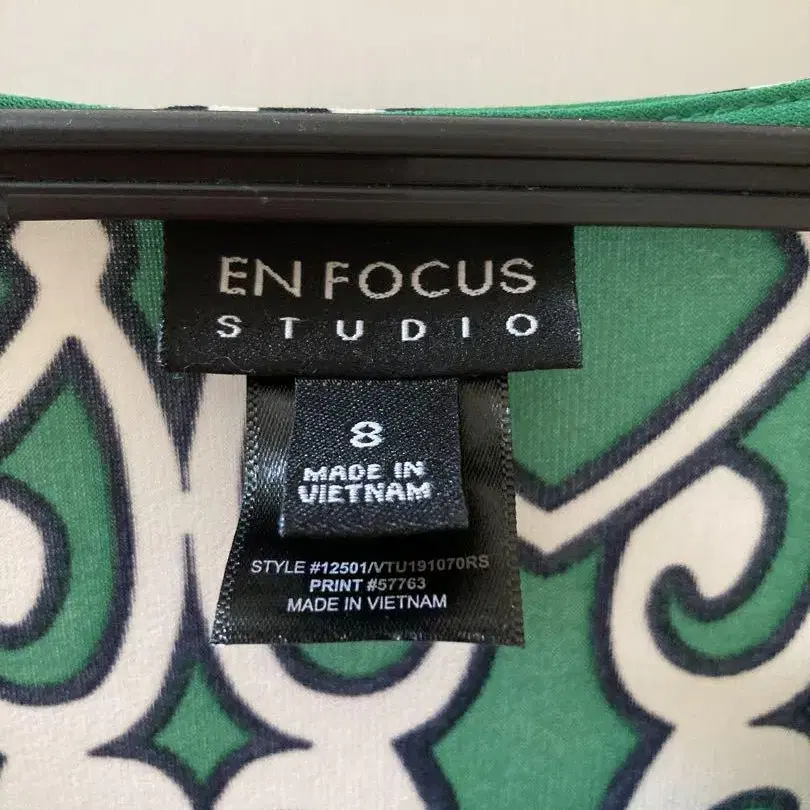 EN FOCUS
STUDIO
8
MADE IN
VIETNAM
STYLE #12501/VTU191070RS
PRINT #57763
MADE IN VIETNAM